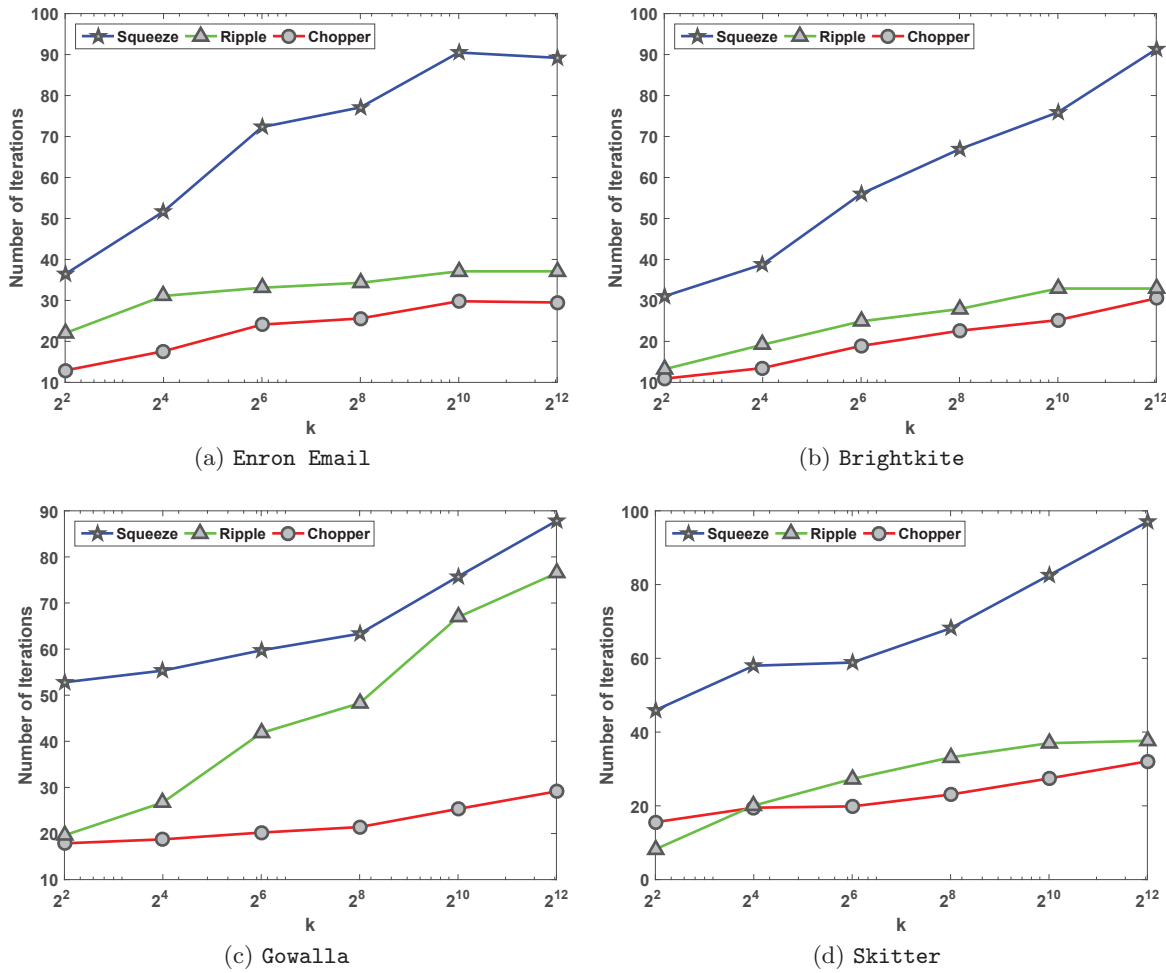 Squeeze Ripple Chopper
Number of Iterations
100
90
80
70
60
50
40
30
20
10
2^2 2^4 2^6 2^8 2^10 2^12
k
(a) Enron Email
Squeeze Ripple Chopper
Number of Iterations
100
90
80
70
60
50
40
30
20
10
2^2 2^4 2^6 2^8 2^10 2^12
k
(b) Brightkite
Squeeze Ripple Chopper
Number of Iterations
90
80
70
60
50
40
30
20
10
2^2 2^4 2^6 2^8 2^10 2^12
k
(c) Gowalla
Squeeze Ripple Chopper
Number of Iterations
100
80
60
40
20
0
2^2 2^4 2^6 2^8 2^10 2^12
k
(d) Skitter